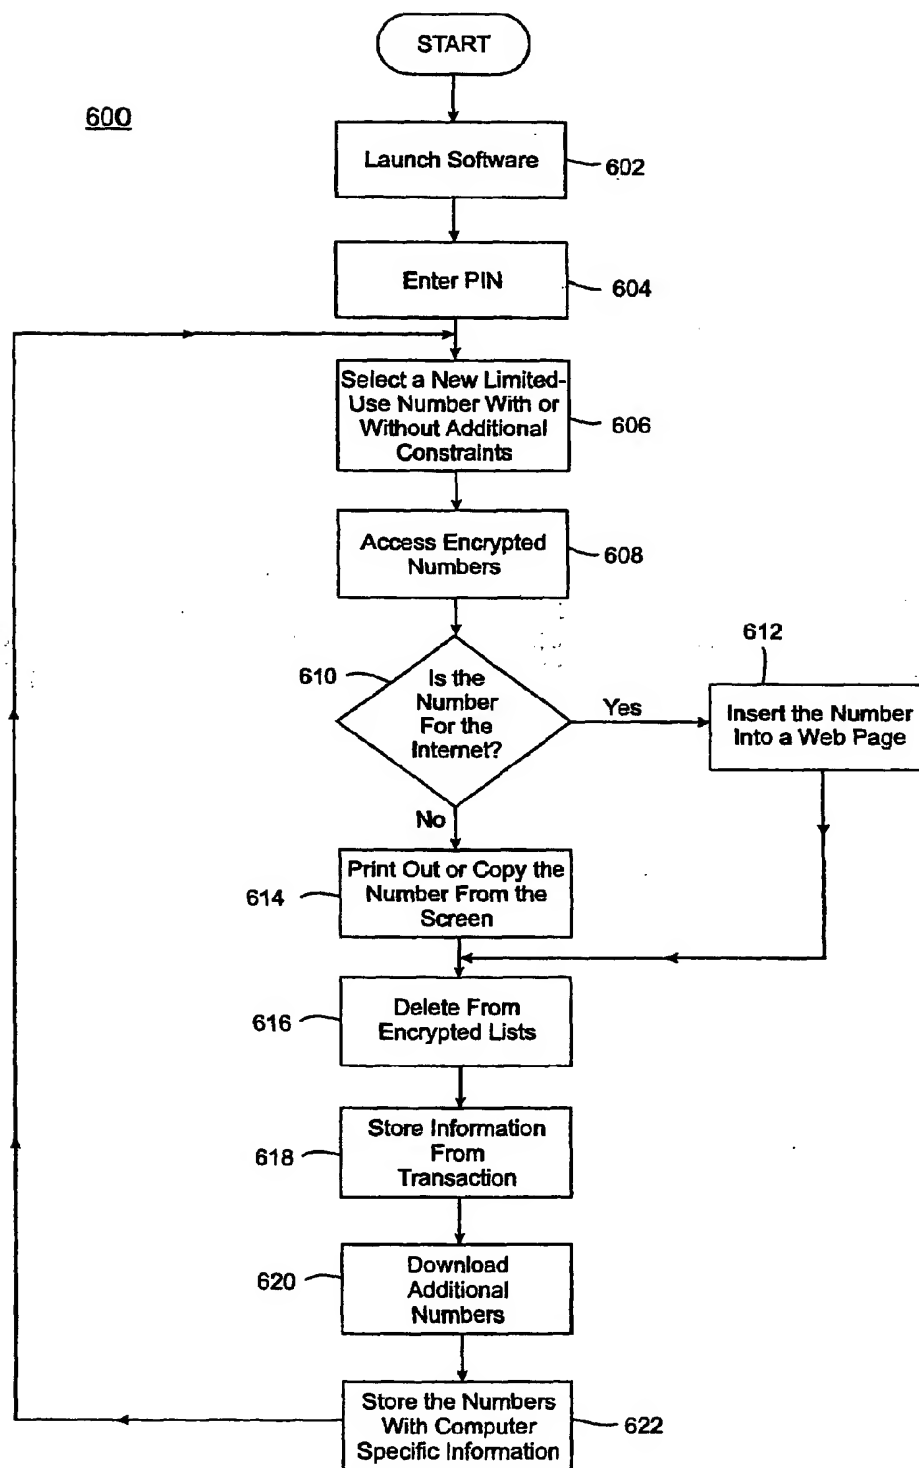 START
600
Launch Software
602
Enter PIN
604
Select a New Limited-
Use Number With or
Without Additional
Constraints
606
Access Encrypted
Numbers
608
610
Is the
Number
For the
Internet?
Yes
612
Insert the Number
Into a Web Page
No
614
Print Out or Copy the
Number From the
Screen
616
Delete From
Encrypted Lists
618
Store Information
From
Transaction
620
Download
Additional
Numbers
Store the Numbers
With Computer
Specific Information
622